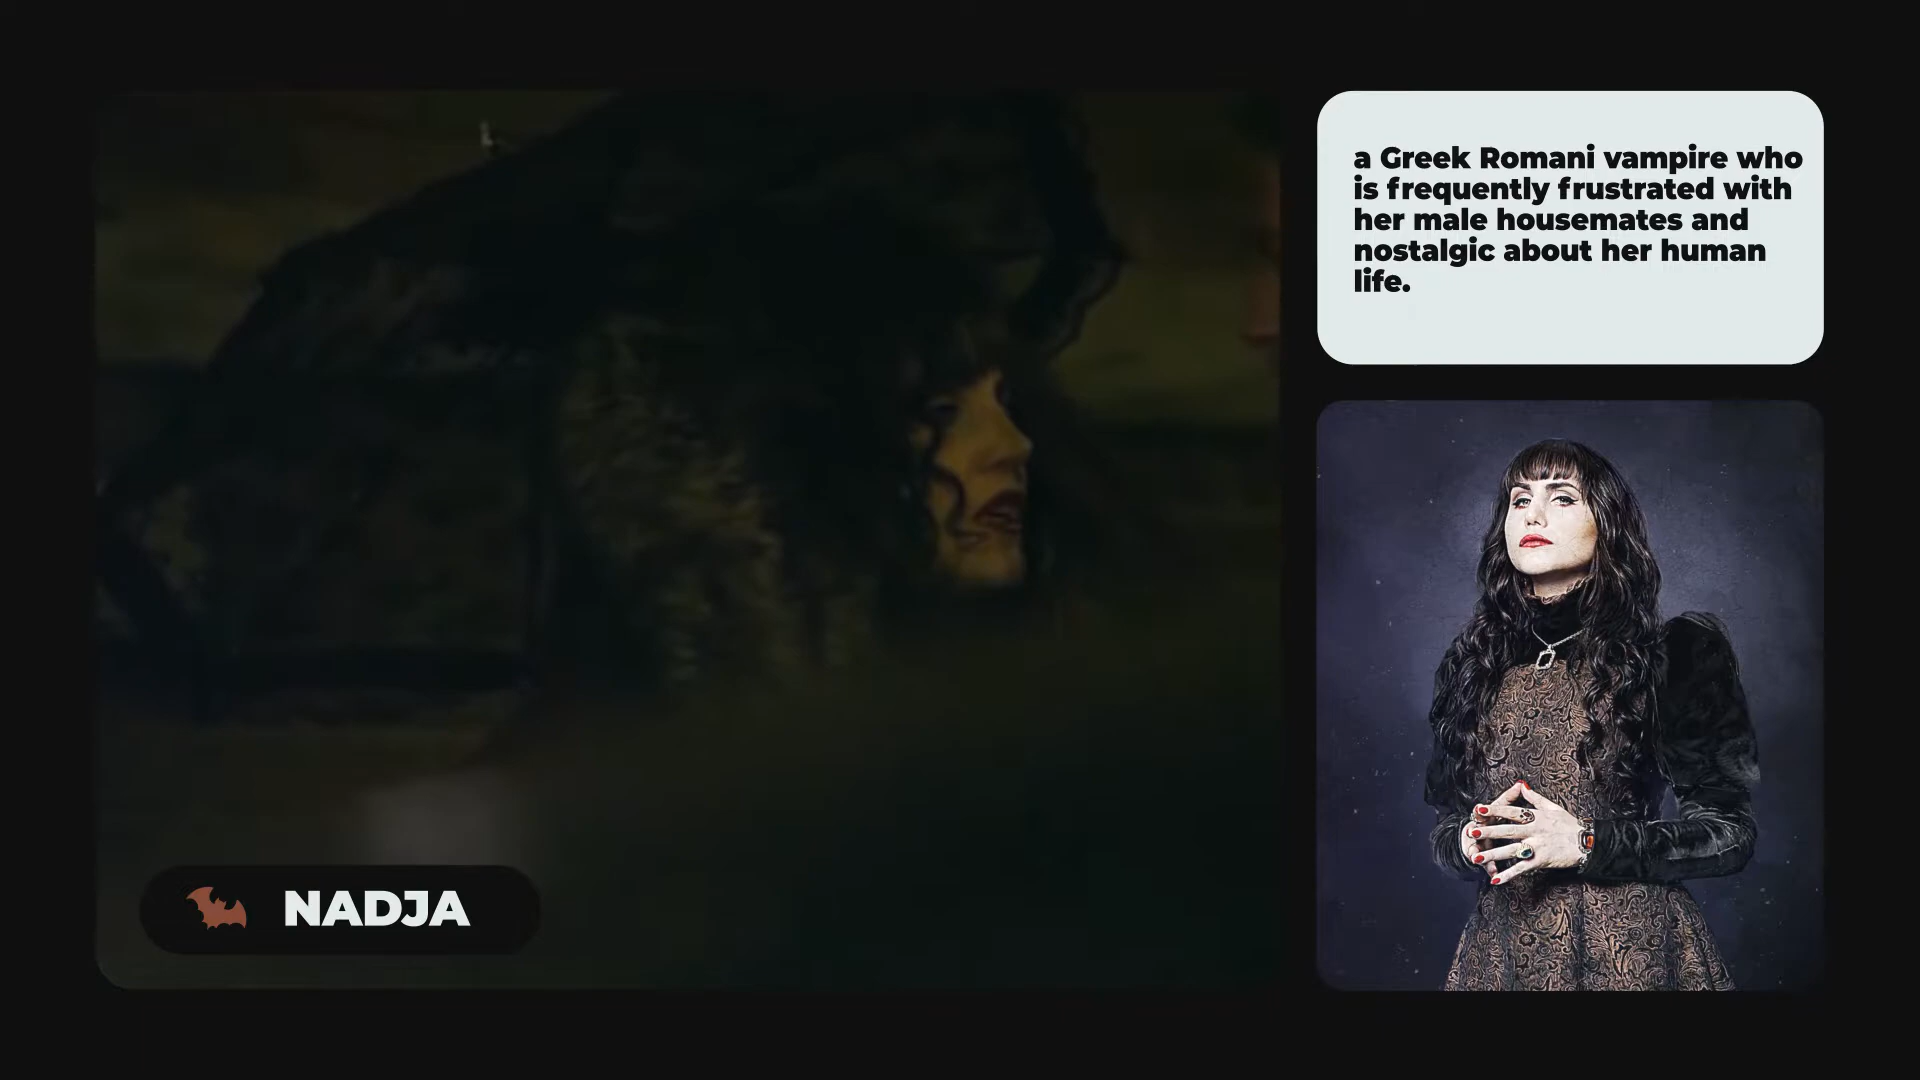 a Greek Romani vampire who
is frequently frustrated with
her male housemates and
nostalgic about her human
life.
NADJA